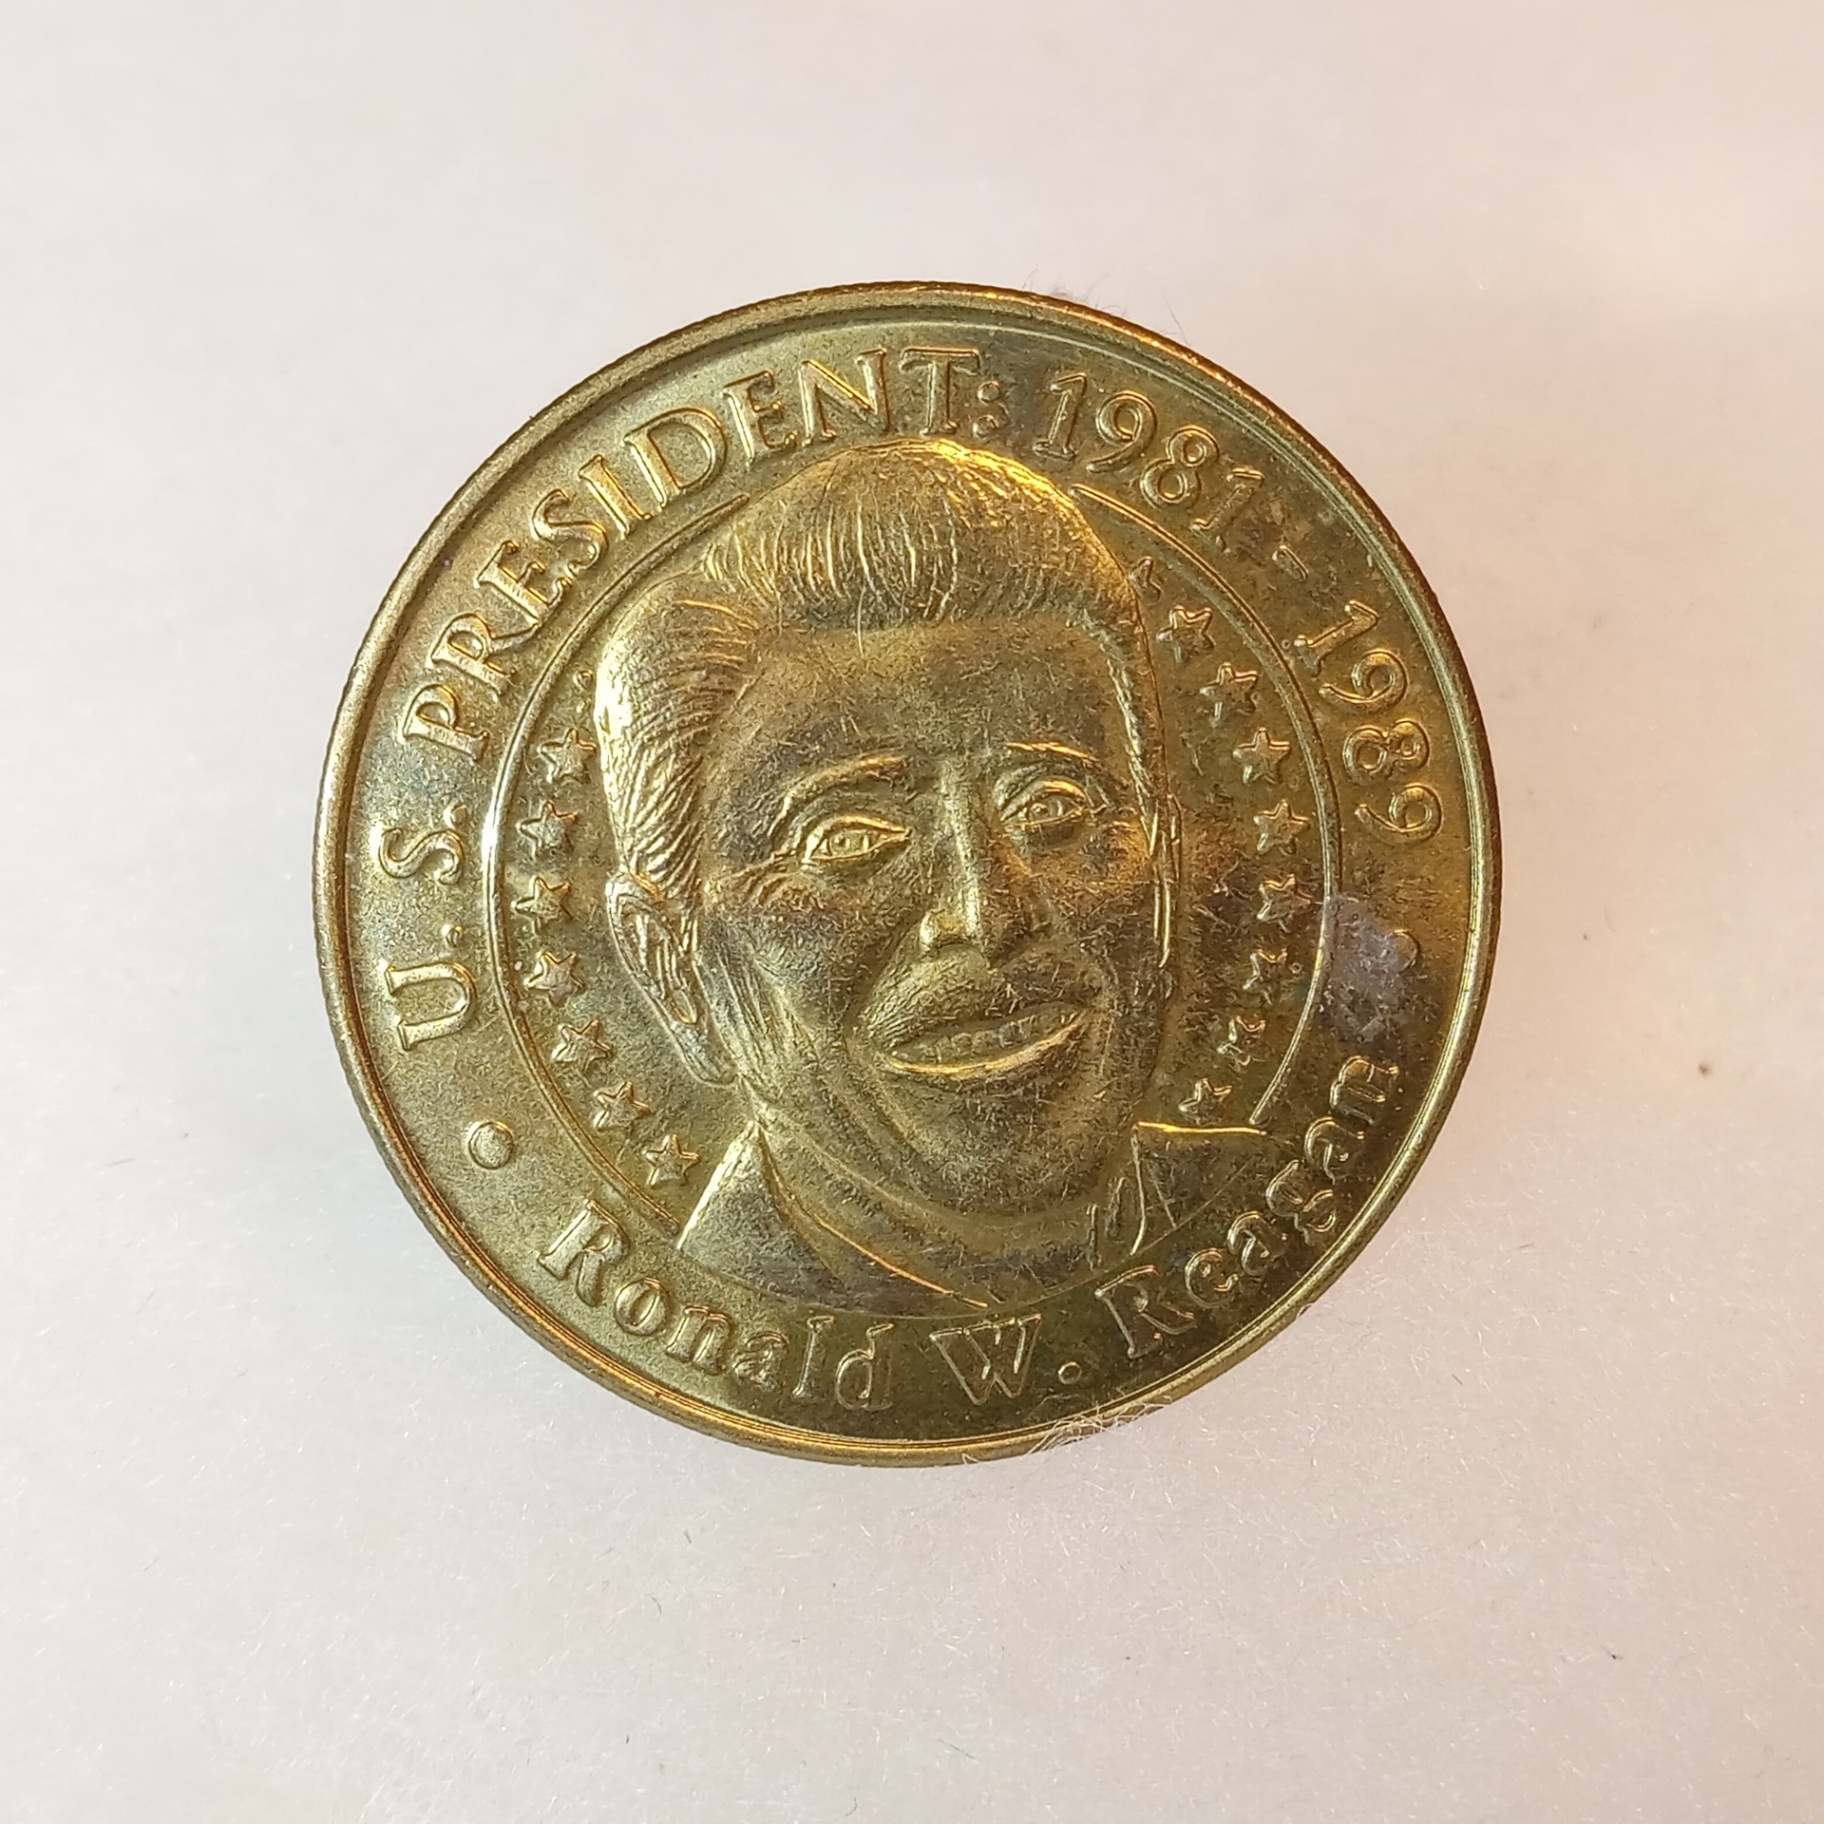 U.S. PRESIDENT: 1981 - 1989
Ronald W. Reagan